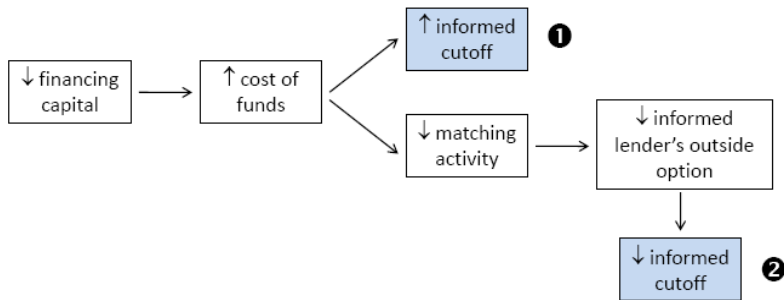 ↑ informed
cutoff
❶
↓ financing
capital
↑ cost of
funds
↓ matching
activity
↓ informed
lender's outside
option
↓ informed
cutoff
❷